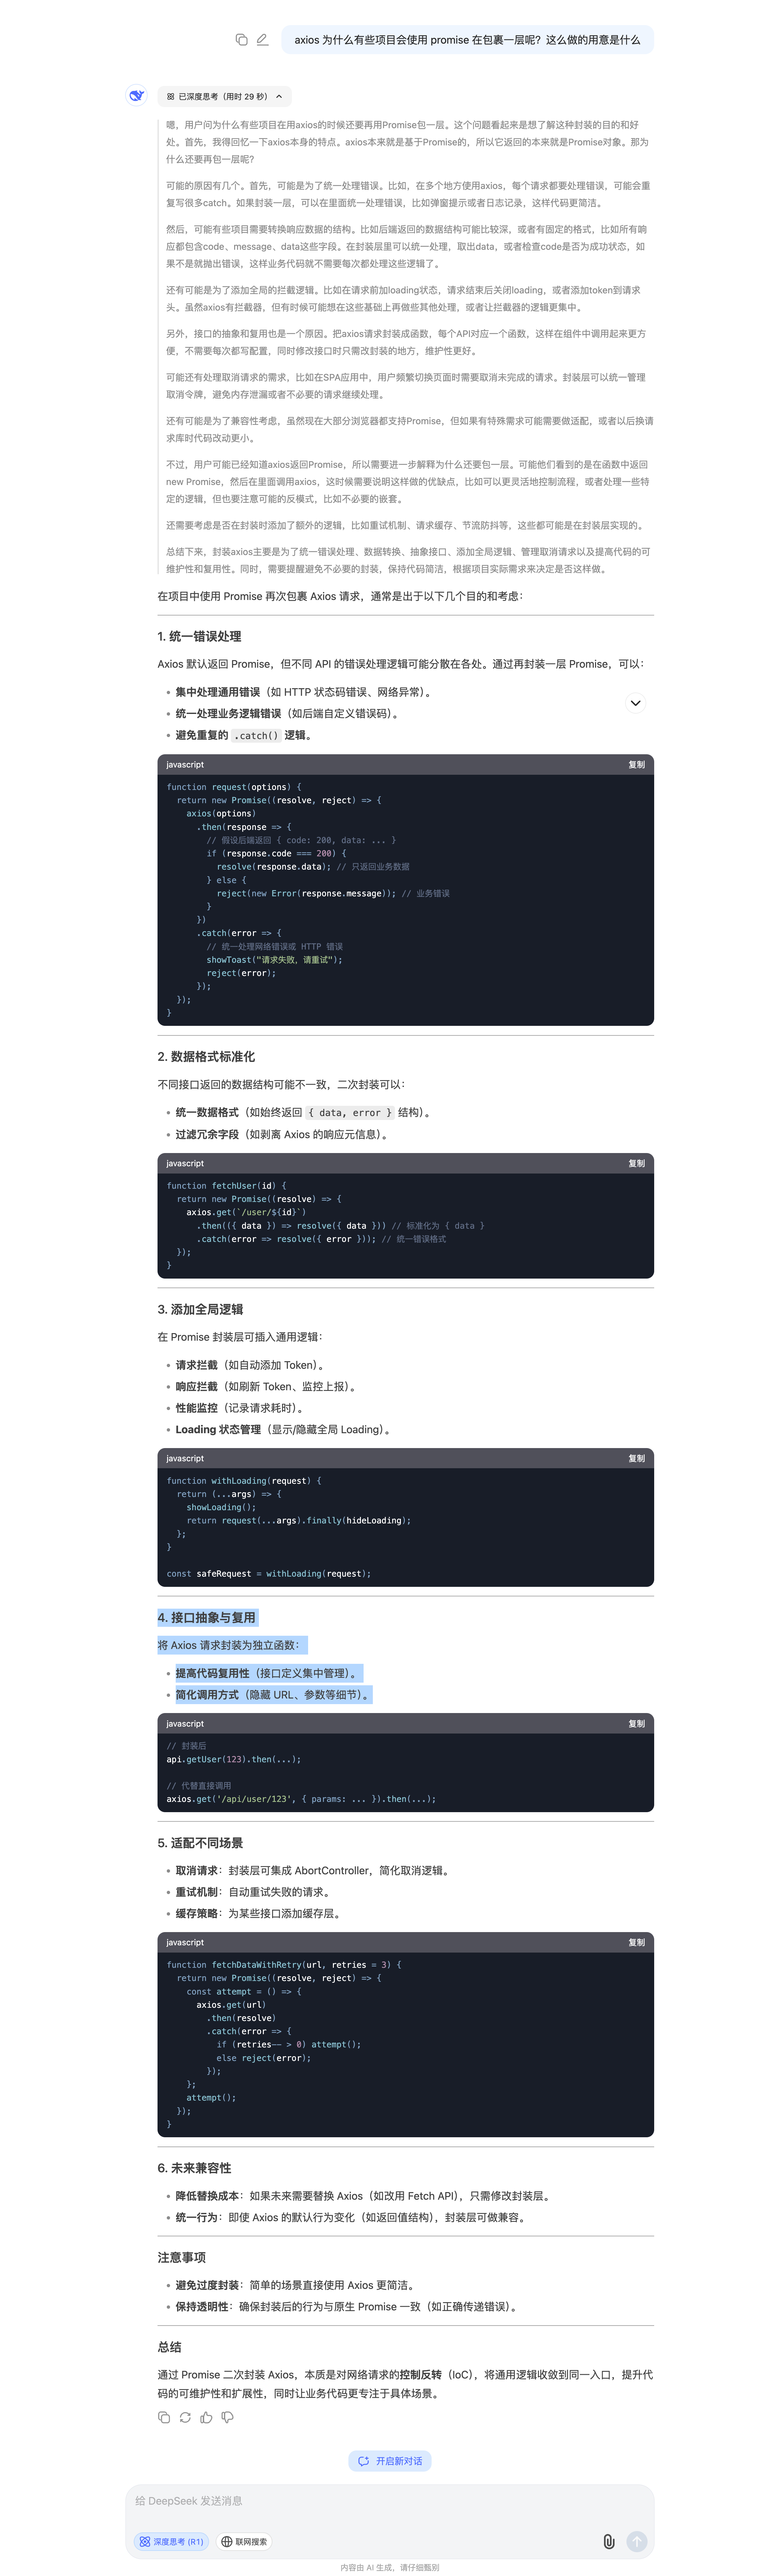 axios 为什么有些项目会使用 promise 在包裹一层呢？这么做的用意是什么
已深度思考（用时 29 秒）
嗯，用户问为什么有些项目在用axios的时候还要再用Promise包一层。这个问题看起来是想了解这种封装的目的和好
处。首先，我得回忆一下axios本身的特点。axios本来就是基于Promise的，所以它返回的本来就是Promise对象。那为
什么还要再包一层呢？
可能的原因有几个。首先，可能是为了统一处理错误。比如，在多个地方使用axios，每个请求都要处理错误，可能会重
复写很多catch。如果封装一层，可以在里面统一处理错误，比如弹窗提示或者日志记录，这样代码更简洁。
然后，可能有些项目需要转换响应数据的结构。比如后端返回的数据结构可能比较深，或者有固定的格式，比如所有响
应都包含code、message、data这些字段。在封装层里可以统一处理，取出data，或者检查code是否为成功状态，如
果不是就抛出错误，这样业务代码就不需要每次都处理这些逻辑了。
还有可能是为了添加全局的拦截逻辑。比如在请求前加loading状态，请求结束后关闭loading，或者添加token到请求
头。虽然axios有拦截器，但有时候可能想在这些基础上再做些其他处理，或者让拦截器的逻辑更集中。
另外，接口的抽象和复用也是一个原因。把axios请求封装成函数，每个API对应一个函数，这样在组件中调用起来更方
便，不需要每次都写配置，同时修改接口时只需改封装的地方，维护性更好。
可能还有处理取消请求的需求，比如在SPA应用中，用户频繁切换页面时需要取消未完成的请求。封装层可以统一管理
取消令牌，避免内存泄漏或者不必要的请求继续处理。
还有可能是为了兼容性考虑，虽然现在大部分浏览器都支持Promise，但如果有特殊需求可能需要做适配，或者以后换请
求库时代码改动更小。
不过，用户可能已经知道axios返回Promise，所以需要进一步解释为什么还要包一层。可能他们看到的是在函数中返回
new Promise，然后在里面调用axios，这时候需要说明这样做的优缺点，比如可以更灵活地控制流程，或者处理一些特
定的逻辑，但也要注意可能的反模式，比如不必要的嵌套。
还需要考虑是否在封装时添加了额外的逻辑，比如重试机制、请求缓存、节流防抖等，这些都可能是在封装层实现的。
总结下来，封装axios主要是为了统一错误处理、数据转换、抽象接口、添加全局逻辑、管理取消请求以及提高代码的可
维护性和复用性。同时，需要提醒避免不必要的封装，保持代码简洁，根据项目实际需求来决定是否这样做。
在项目中使用 Promise 再次包裹 Axios 请求，通常是出于以下几个目的和考虑：
1. 统一错误处理
Axios 默认返回 Promise，但不同 API 的错误处理逻辑可能分散在各处。通过再封装一层 Promise，可以：
• 集中处理通用错误（如 HTTP 状态码错误、网络异常）。
• 统一处理业务逻辑错误（如后端自定义错误码）。
• 避免重复的 .catch() 逻辑。
javascript 复制
function request(options) {
  return new Promise((resolve, reject) => {
    axios(options)
      .then(response => {
        // 假设后端返回 { code: 200, data: ... }
        if (response.code === 200) {
          resolve(response.data); // 只返回业务数据
        } else {
          reject(new Error(response.message)); // 业务错误
        }
      })
      .catch(error => {
        // 统一处理网络错误或 HTTP 错误
        showToast("请求失败，请重试");
        reject(error);
      });
  });
}
2. 数据格式标准化
不同接口返回的数据结构可能不一致，二次封装可以：
• 统一数据格式（如始终返回 { data, error } 结构）。
• 过滤冗余字段（如剥离 Axios 的响应元信息）。
javascript 复制
function fetchUser(id) {
  return new Promise((resolve) => {
    axios.get(`/user/${id}`)
      .then(({ data }) => resolve({ data })) // 标准化为 { data }
      .catch(error => resolve({ error })); // 统一错误格式
  });
}
3. 添加全局逻辑
在 Promise 封装层可插入通用逻辑：
• 请求拦截（如自动添加 Token）。
• 响应拦截（如刷新 Token、监控上报）。
• 性能监控（记录请求耗时）。
• Loading 状态管理（显示/隐藏全局 Loading）。
javascript 复制
function withLoading(request) {
  return (...args) => {
    showLoading();
    return request(...args).finally(hideLoading);
  };
}
const safeRequest = withLoading(request);
4. 接口抽象与复用
将 Axios 请求封装为独立函数：
• 提高代码复用性（接口定义集中管理）。
• 简化调用方式（隐藏 URL、参数等细节）。
javascript 复制
// 封装后
api.getUser(123).then(...);
// 代替直接调用
axios.get('/api/user/123', { params: ... }).then(...);
5. 适配不同场景
• 取消请求：封装层可集成 AbortController，简化取消逻辑。
• 重试机制：自动重试失败的请求。
• 缓存策略：为某些接口添加缓存层。
javascript 复制
function fetchDataWithRetry(url, retries = 3) {
  return new Promise((resolve, reject) => {
    const attempt = () => {
      axios.get(url)
        .then(resolve)
        .catch(error => {
          if (retries-- > 0) attempt();
          else reject(error);
        });
    };
    attempt();
  });
}
6. 未来兼容性
• 降低替换成本：如果未来需要替换 Axios（如改用 Fetch API），只需修改封装层。
• 统一行为：即使 Axios 的默认行为变化（如返回值结构），封装层可做兼容。
注意事项
• 避免过度封装：简单的场景直接使用 Axios 更简洁。
• 保持透明性：确保封装后的行为与原生 Promise 一致（如正确传递错误）。
总结
通过 Promise 二次封装 Axios，本质是对网络请求的控制反转（IoC），将通用逻辑收敛到同一入口，提升代
码的可维护性和扩展性，同时让业务代码更专注于具体场景。
开启新对话
给 DeepSeek 发送消息
深度思考 (R1) 联网搜索
内容由 AI 生成，请仔细甄别